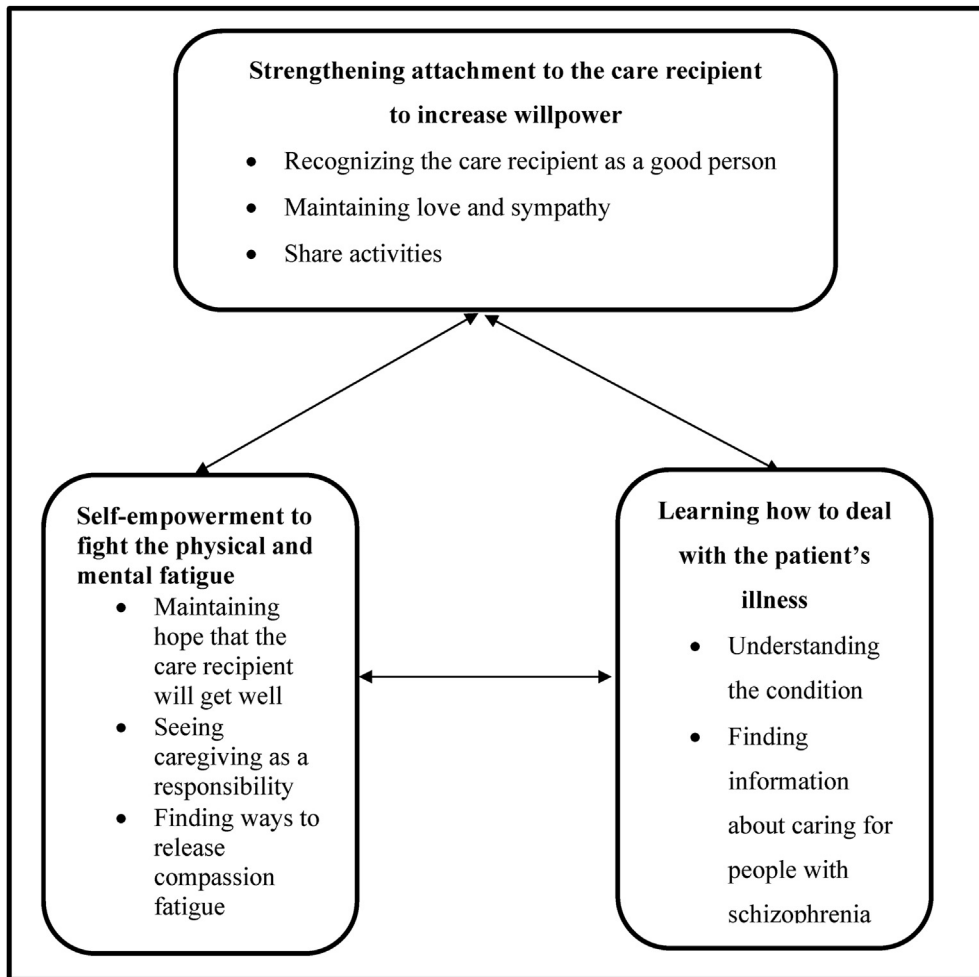 Strengthening attachment to the care recipient
to increase willpower
• Recognizing the care recipient as a good person
• Maintaining love and sympathy
• Share activities
Self-empowerment to
fight the physical and
mental fatigue
• Maintaining
hope that the
care recipient
will get well
• Seeing
caregiving as a
responsibility
• Finding ways to
release
compassion
fatigue
Learning how to deal
with the patient’s
illness
• Understanding
the condition
• Finding
information
about caring for
people with
schizophrenia